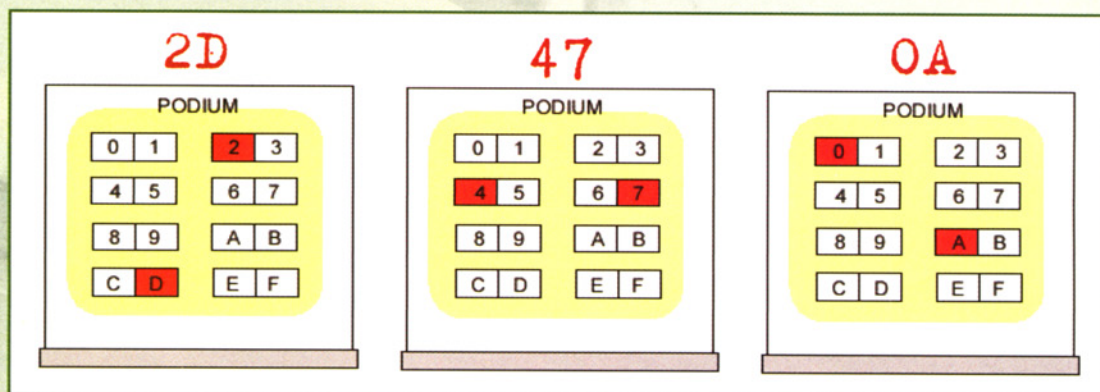 2D 47 0A
PODIUM PODIUM PODIUM
0 1 2 3 0 1 2 3 0 1 2 3
4 5 6 7 4 5 6 7 4 5 6 7
8 9 A B 8 9 A B 8 9 A B
C D E F C D E F C D E F